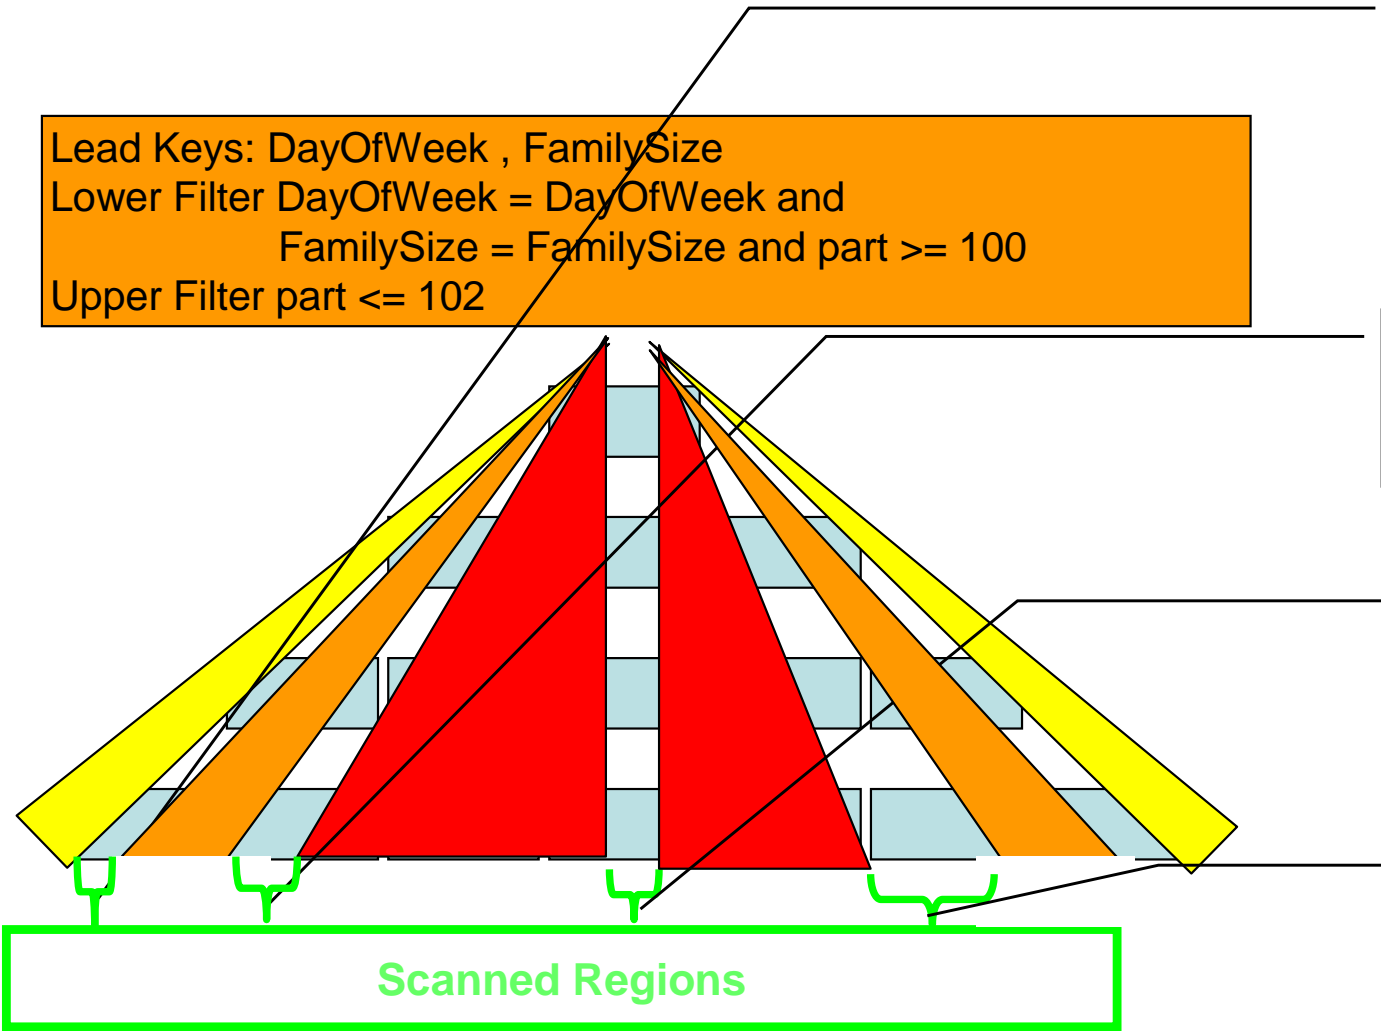 Lead Keys: DayOfWeek , FamilySize
Lower Filter DayOfWeek = DayOfWeek and
FamilySize = FamilySize and part >= 100
Upper Filter part <= 102
Scanned Regions